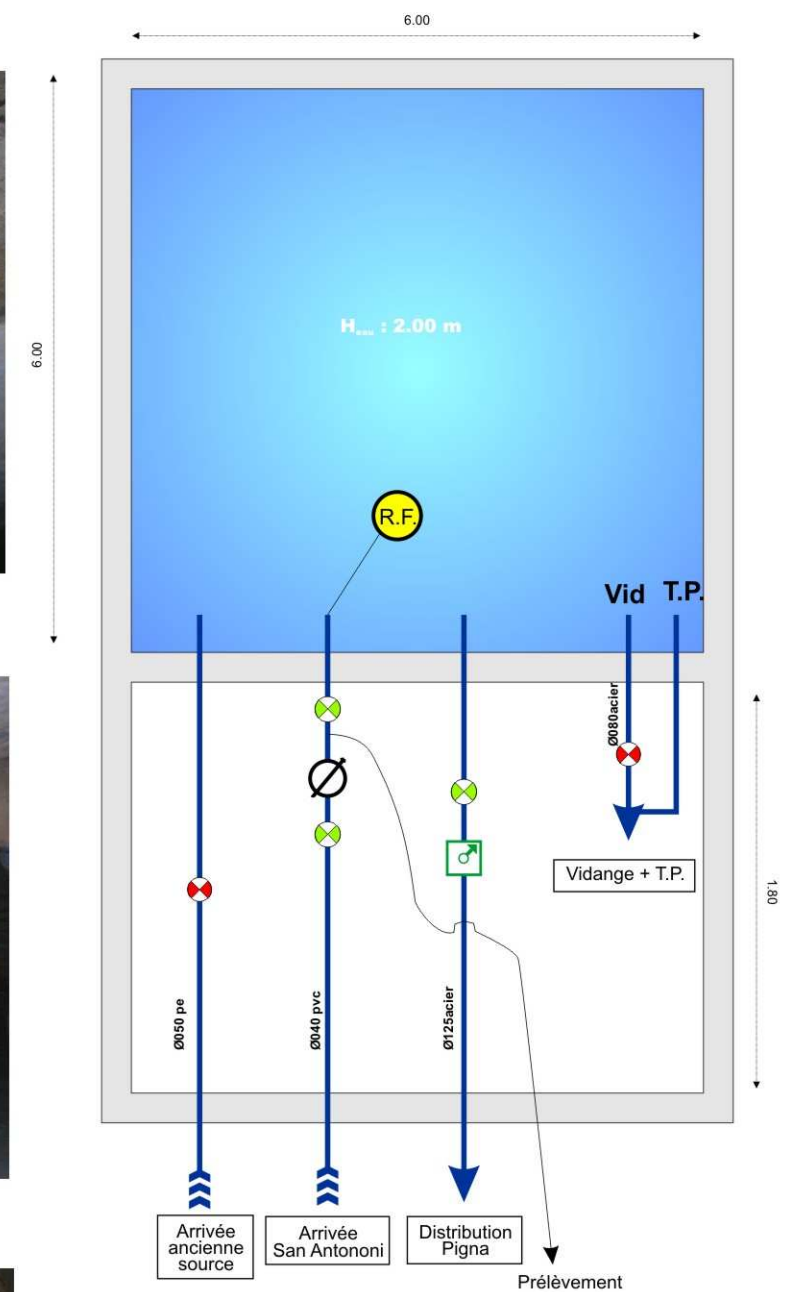 6.00
6.00
H eau : 2.00 m
R.F.
Vid T.P.
Ø080acier
Vidange + T.P.
1.80
Ø050 pe
Ø040 pvc
Ø125acier
Arrivée
ancienne
source
Arrivée
San Antononi
Distribution
Pigna
Prélèvement